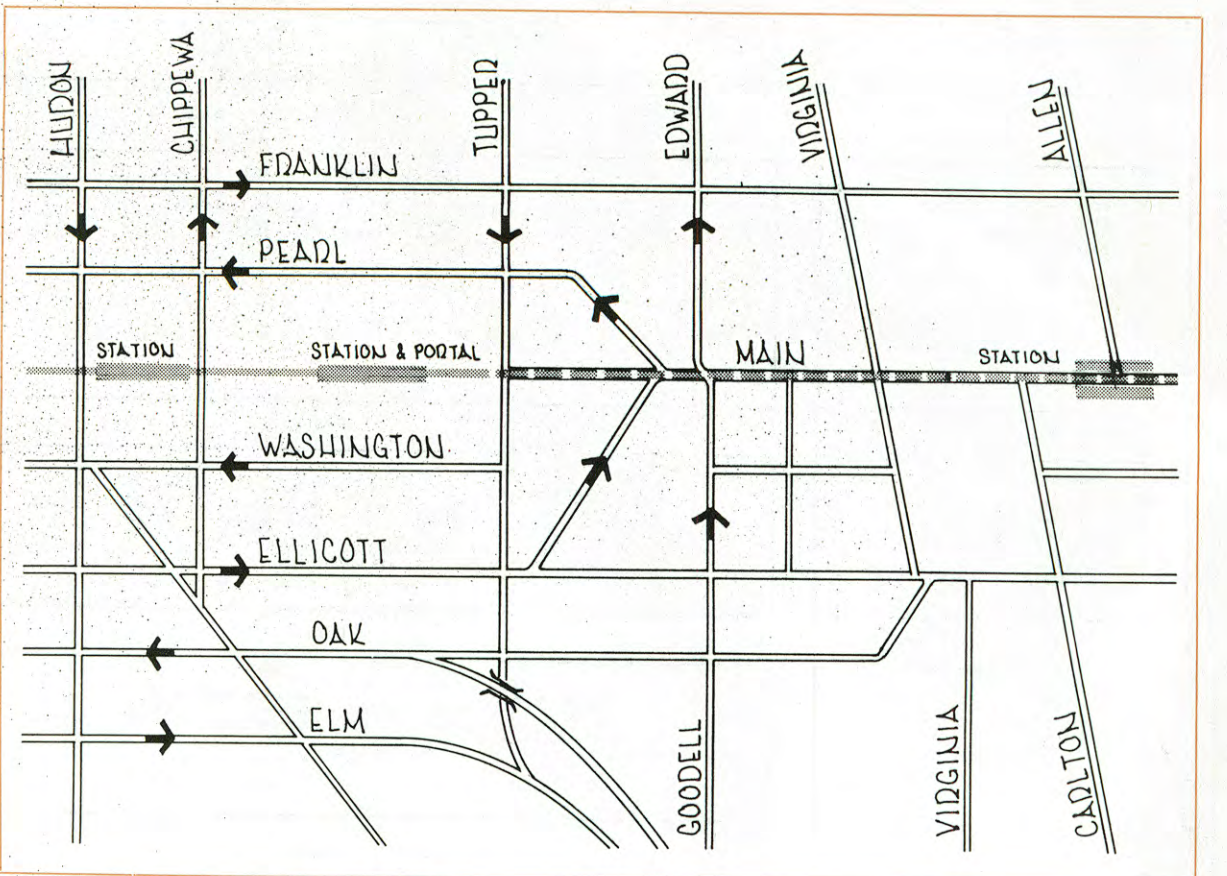 HURON
CHIPPEWA
TUPPER
EDWARD
VIRGINIA
ALLEN
FRANKLIN
PEARL
STATION
STATION & PORTAL
MAIN
STATION
WASHINGTON
ELLICOTT
OAK
ELM
GOODELL
VIRGINIA
CARLTON